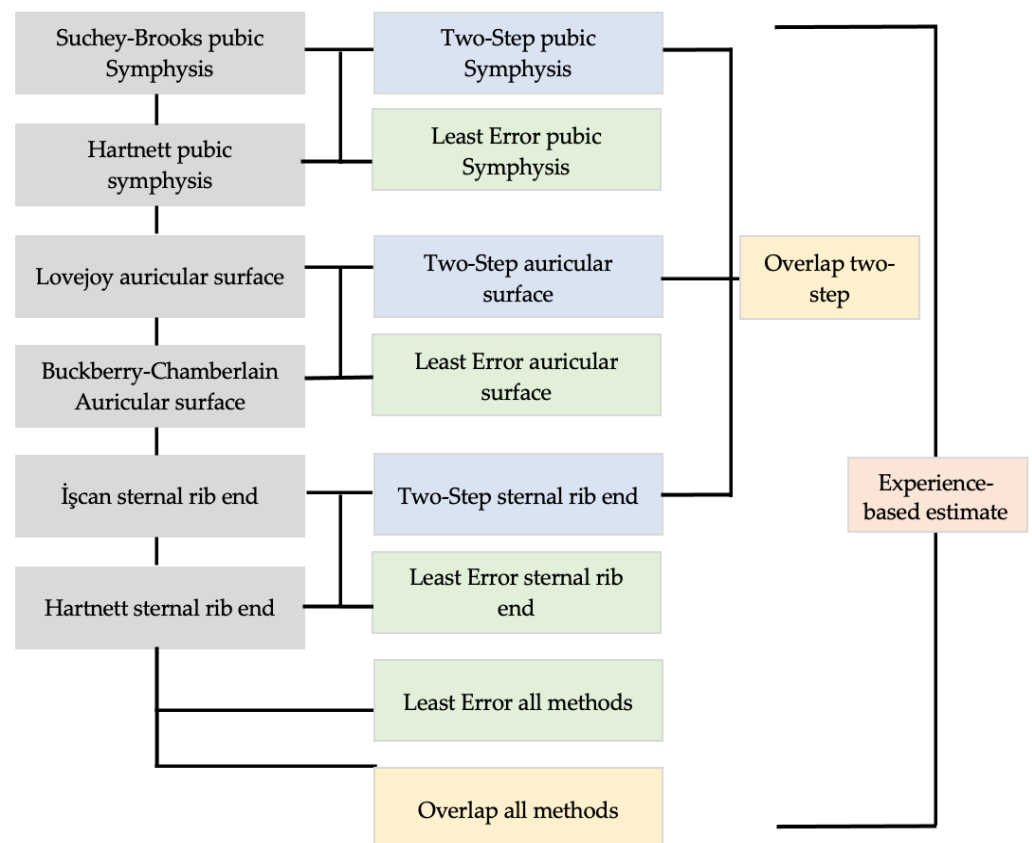 Suchey-Brooks pubic
Symphysis
Two-Step pubic
Symphysis
Least Error pubic
Symphysis
Hartnett pubic
symphysis
Lovejoy auricular surface
Two-Step auricular
surface
Overlap two-
step
Least Error auricular
surface
Buckberry-Chamberlain
Auricular surface
İşcan sternal rib end
Two-Step sternal rib end
Experience-
based estimate
Least Error sternal rib
end
Hartnett sternal rib end
Least Error all methods
Overlap all methods